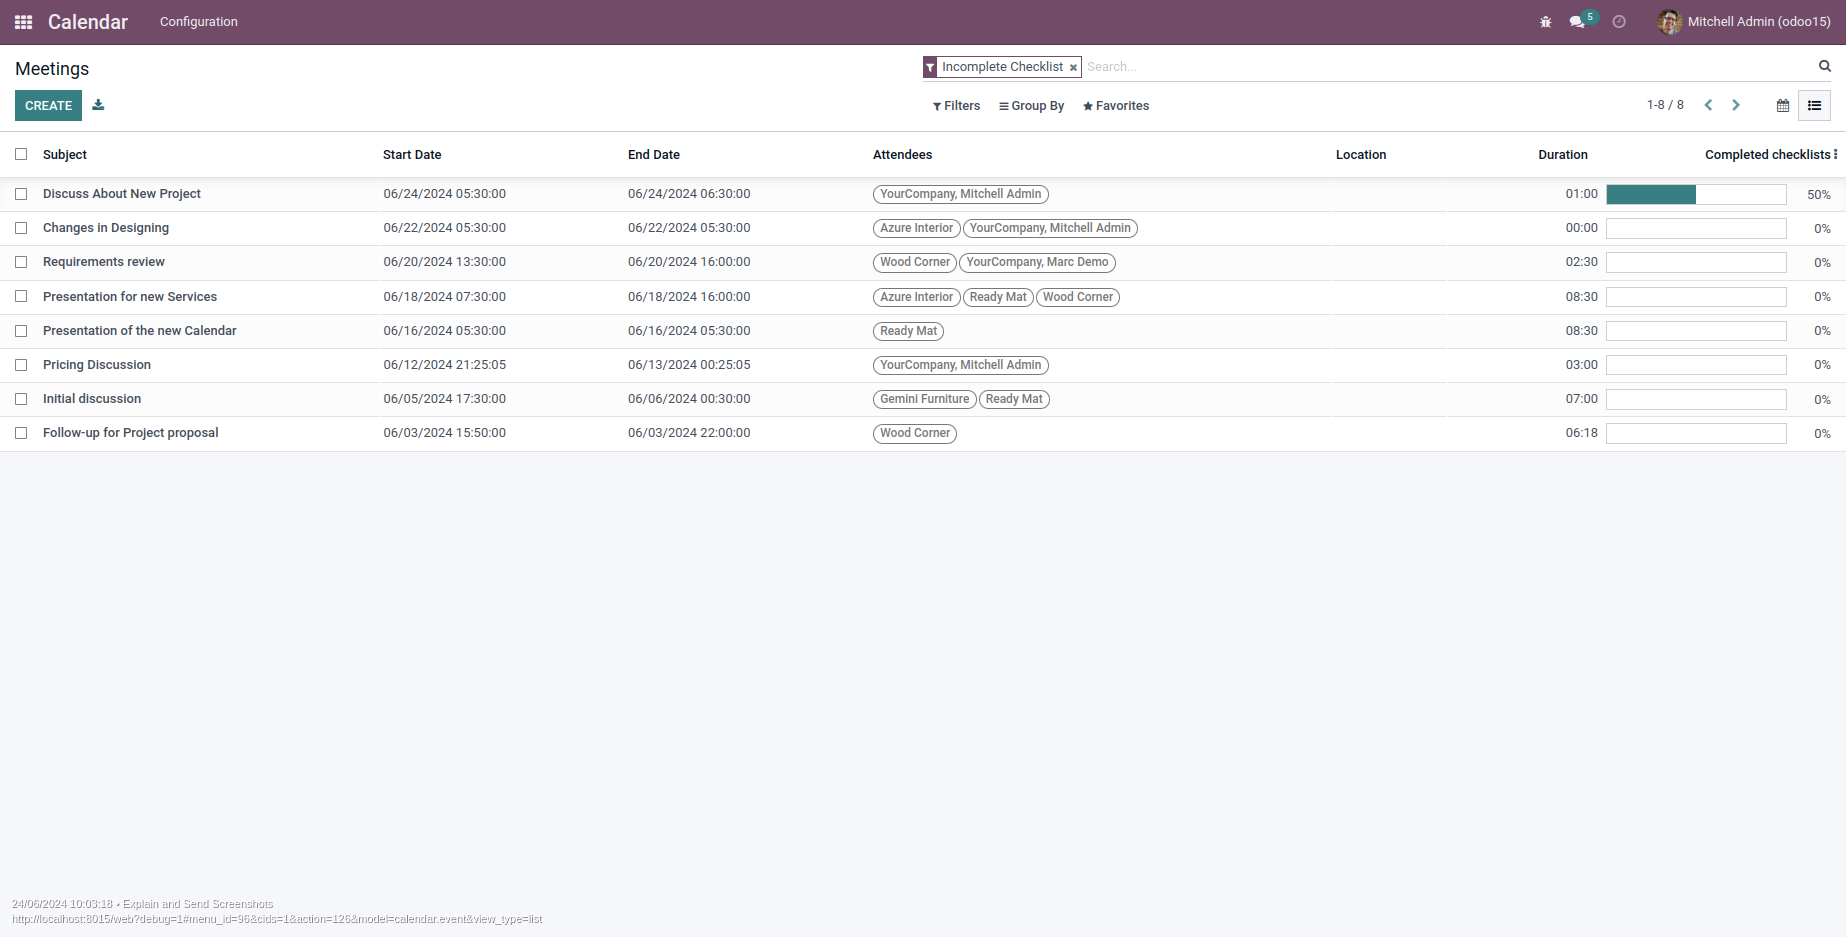 Calendar Configuration 5 Mitchell Admin (odoo15)
Meetings Incomplete Checklist Search...
CREATE Filters Group By Favorites 1-8 / 8
Subject Start Date End Date Attendees Location Duration Completed checklists
Discuss About New Project 06/24/2024 05:30:00 06/24/2024 06:30:00 YourCompany, Mitchell Admin 01:00 50%
Changes in Designing 06/22/2024 05:30:00 06/22/2024 05:30:00 Azure Interior YourCompany, Mitchell Admin 00:00 0%
Requirements review 06/20/2024 13:30:00 06/20/2024 16:00:00 Wood Corner YourCompany, Marc Demo 02:30 0%
Presentation for new Services 06/18/2024 07:30:00 06/18/2024 16:00:00 Azure Interior Ready Mat Wood Corner 08:30 0%
Presentation of the new Calendar 06/16/2024 05:30:00 06/16/2024 05:30:00 Ready Mat 08:30 0%
Pricing Discussion 06/12/2024 21:25:05 06/13/2024 00:25:05 YourCompany, Mitchell Admin 03:00 0%
Initial discussion 06/05/2024 17:30:00 06/06/2024 00:30:00 Gemini Furniture Ready Mat 07:00 0%
Follow-up for Project proposal 06/03/2024 15:50:00 06/03/2024 22:00:00 Wood Corner 06:18 0%
24/06/2024 10:03:18 • Explain and Send Screenshots
http://localhost:8015/web?debug=1#menu_id=96&cids=1&action=126&model=calendar.event&view_type=list